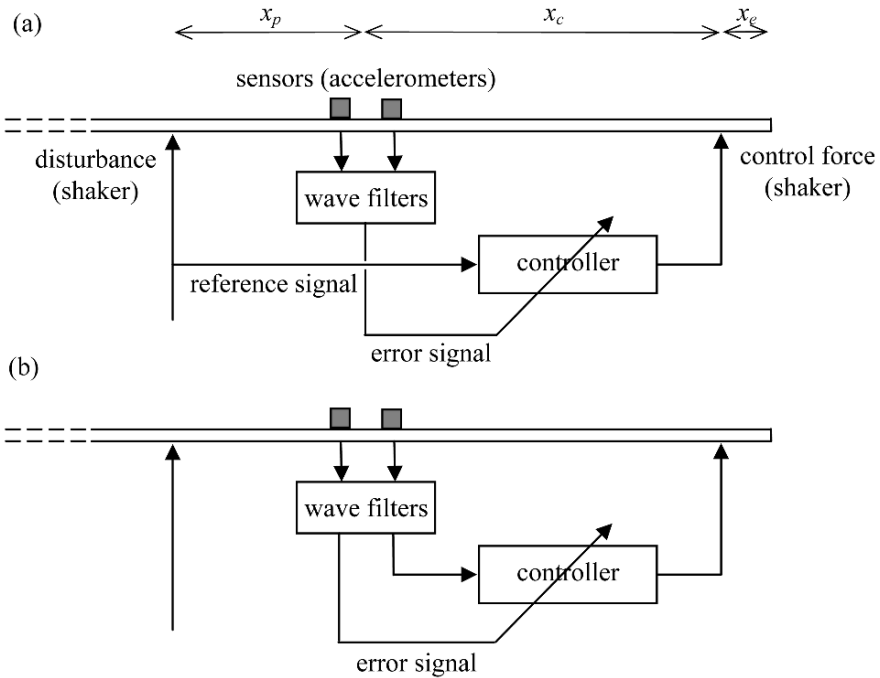 (a)
x_p
x_c
x_e
sensors (accelerometers)
disturbance
(shaker)
control force
(shaker)
wave filters
controller
reference signal
error signal
(b)
wave filters
controller
error signal